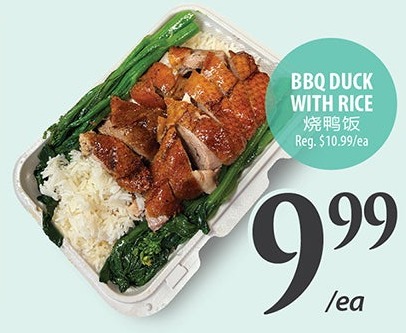 BBQ DUCK
WITH RICE
烧鸭饭
Reg. $10.99/ea
9.99
/ea